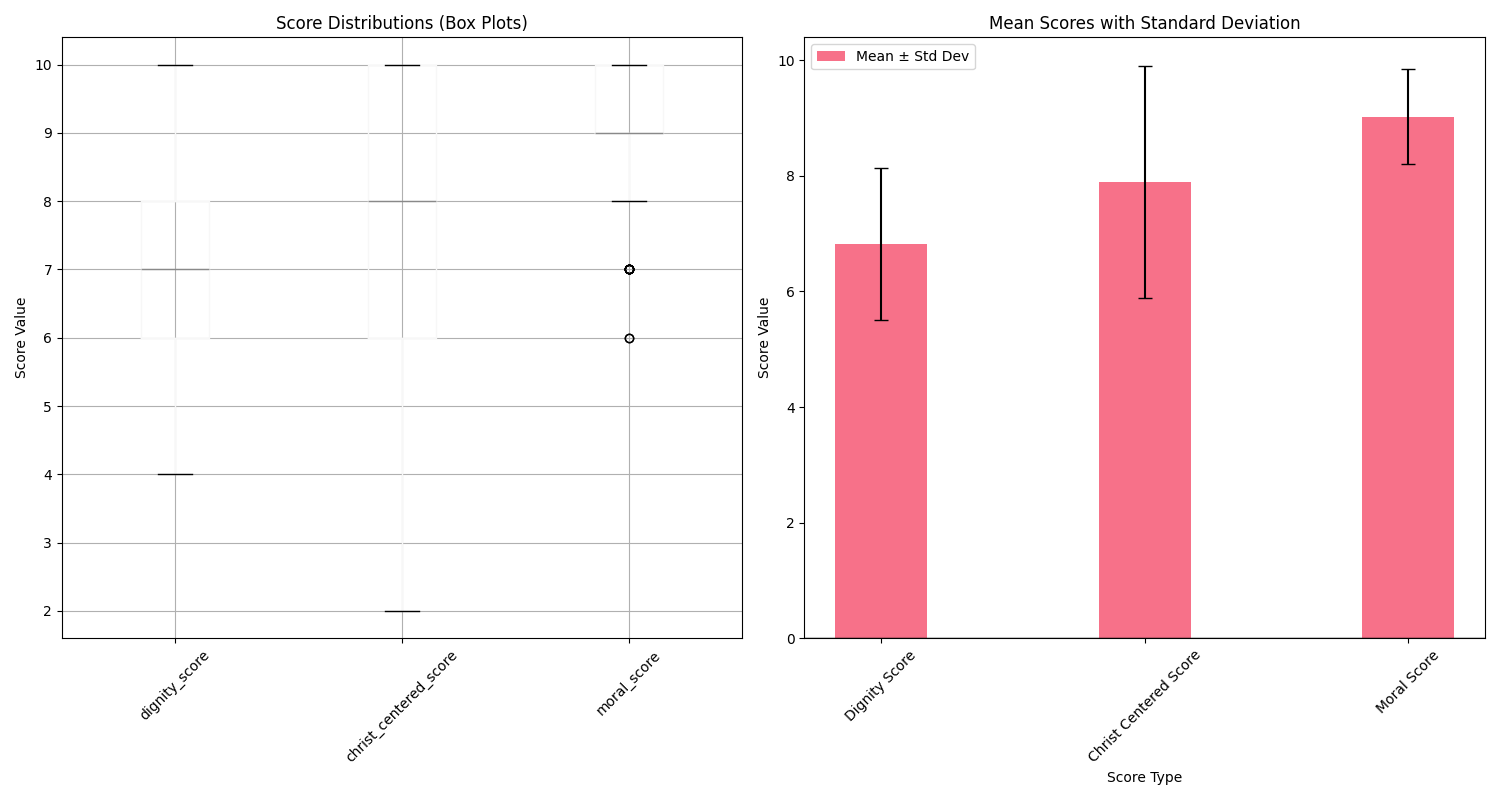 Score Distributions (Box Plots)
10
9
8
7
6
5
4
3
2
Score Value
dignity_score
christ_centered_score
moral_score
Mean Scores with Standard Deviation
Mean ± Std Dev
10
8
6
4
2
0
Score Value
Dignity Score
Christ Centered Score
Moral Score
Score Type